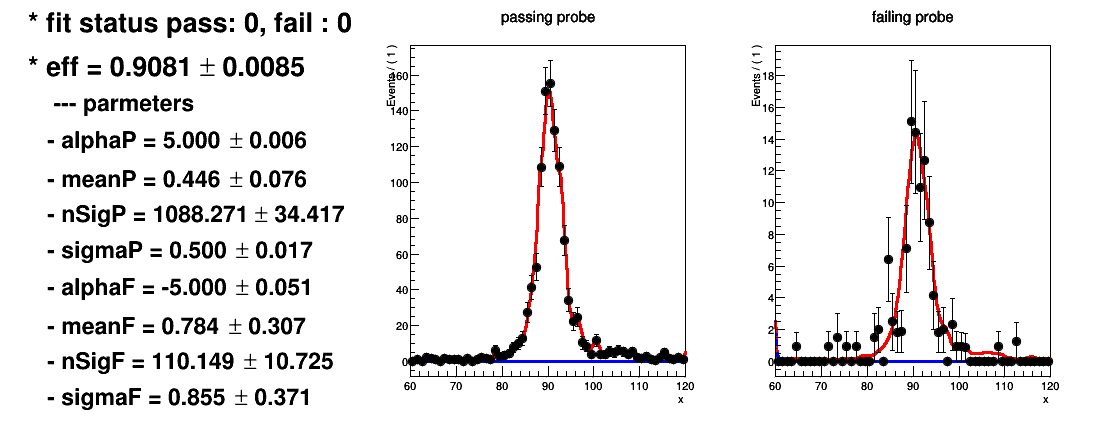 * fit status pass: 0, fail : 0
* eff = 0.9081 ± 0.0085
--- parmeters
- alphaP = 5.000 ± 0.006
- meanP = 0.446 ± 0.076
- nSigP = 1088.271 ± 34.417
- sigmaP = 0.500 ± 0.017
- alphaF = -5.000 ± 0.051
- meanF = 0.784 ± 0.307
- nSigF = 110.149 ± 10.725
- sigmaF = 0.855 ± 0.371
passing probe
Events / ( 1 )
160
140
120
100
80
60
40
20
0
60 70 80 90 100 110 120
x
failing probe
Events / ( 1 )
18
16
14
12
10
8
6
4
2
0
60 70 80 90 100 110 120
x